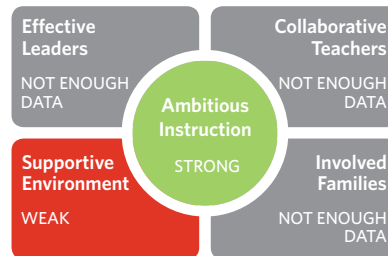 Effective
Leaders
NOT ENOUGH
DATA
Collaborative
Teachers
NOT ENOUGH
DATA
Ambitious
Instruction
STRONG
Supportive
Environment
WEAK
Involved
Families
NOT ENOUGH
DATA